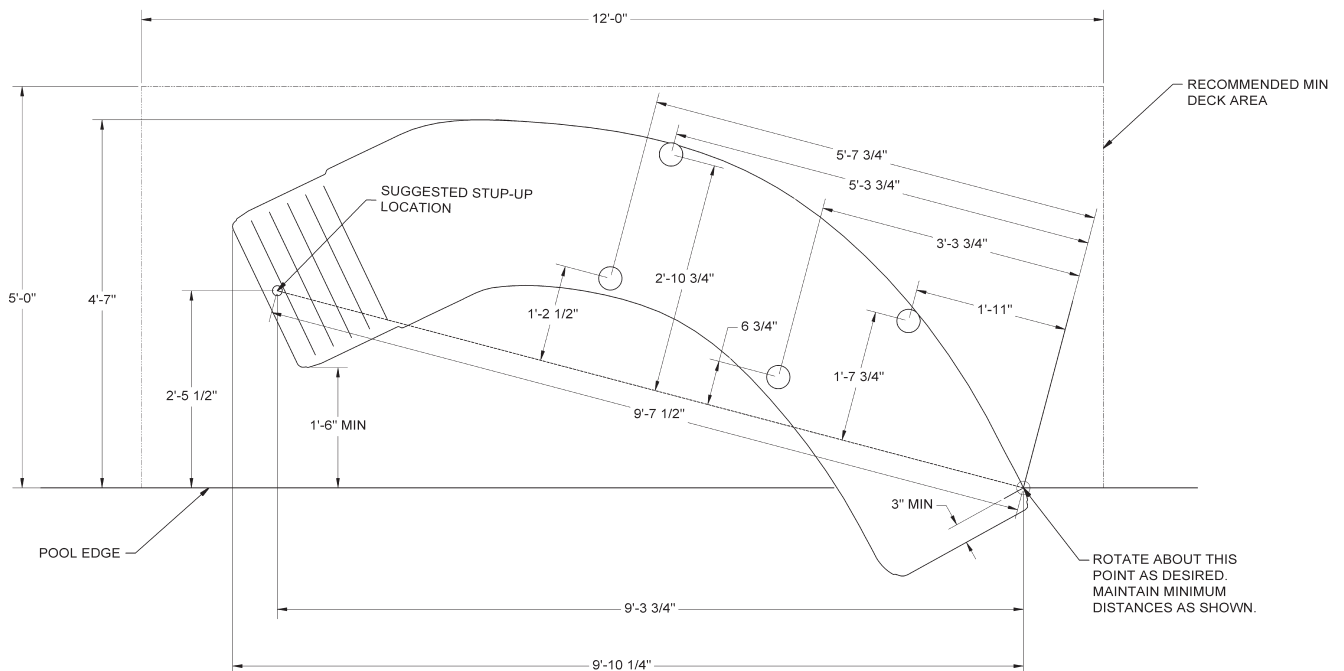 12'-0"
RECOMMENDED MIN
DECK AREA
5'-7 3/4"
5'-3 3/4"
SUGGESTED STUP-UP
LOCATION
3'-3 3/4"
2'-10 3/4"
5'-0"
4'-7"
1'-11"
1'-2 1/2"
6 3/4"
1'-7 3/4"
2'-5 1/2"
9'-7 1/2"
1'-6" MIN
3" MIN
POOL EDGE
ROTATE ABOUT THIS
POINT AS DESIRED.
MAINTAIN MINIMUM
DISTANCES AS SHOWN.
9'-3 3/4"
9'-10 1/4"